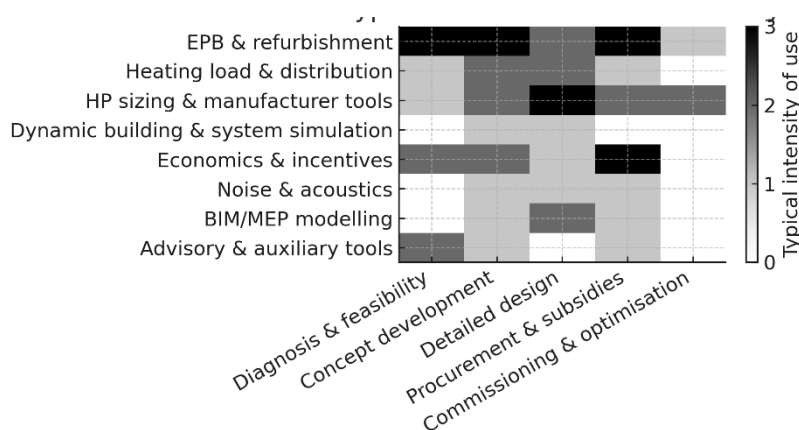 EPB & refurbishment
Heating load & distribution
HP sizing & manufacturer tools
Dynamic building & system simulation
Economics & incentives
Noise & acoustics
BIM/MEP modelling
Advisory & auxiliary tools
Diagnosis & feasibility
Concept development
Detailed design
Procurement & subsidies
Commissioning & optimisation
3
2
1
0
Typical intensity of use